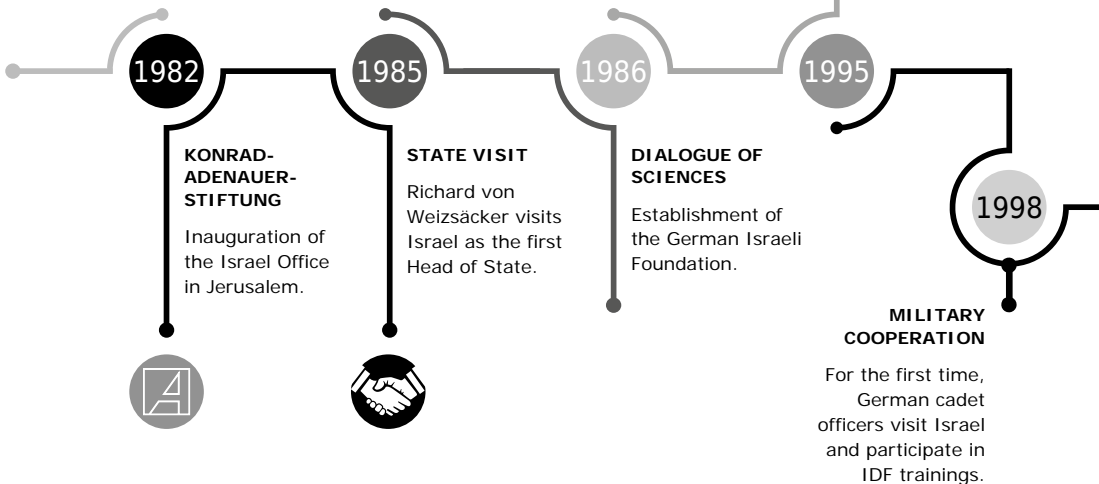 1982
KONRAD-
ADENAUER-
STIFTUNG
Inauguration of
the Israel Office
in Jerusalem.
1985
STATE VISIT
Richard von
Weizsäcker visits
Israel as the first
Head of State.
1986
DIALOGUE OF
SCIENCES
Establishment of
the German Israeli
Foundation.
1995
1998
MILITARY
COOPERATION
For the first time,
German cadet
officers visit Israel
and participate in
IDF trainings.
A